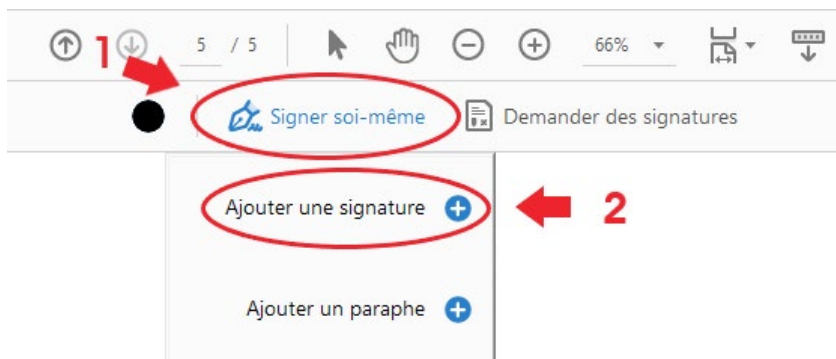 1 5 / 5 66%
Signer soi-même Demander des signatures
Ajouter une signature 2
Ajouter un paraphe